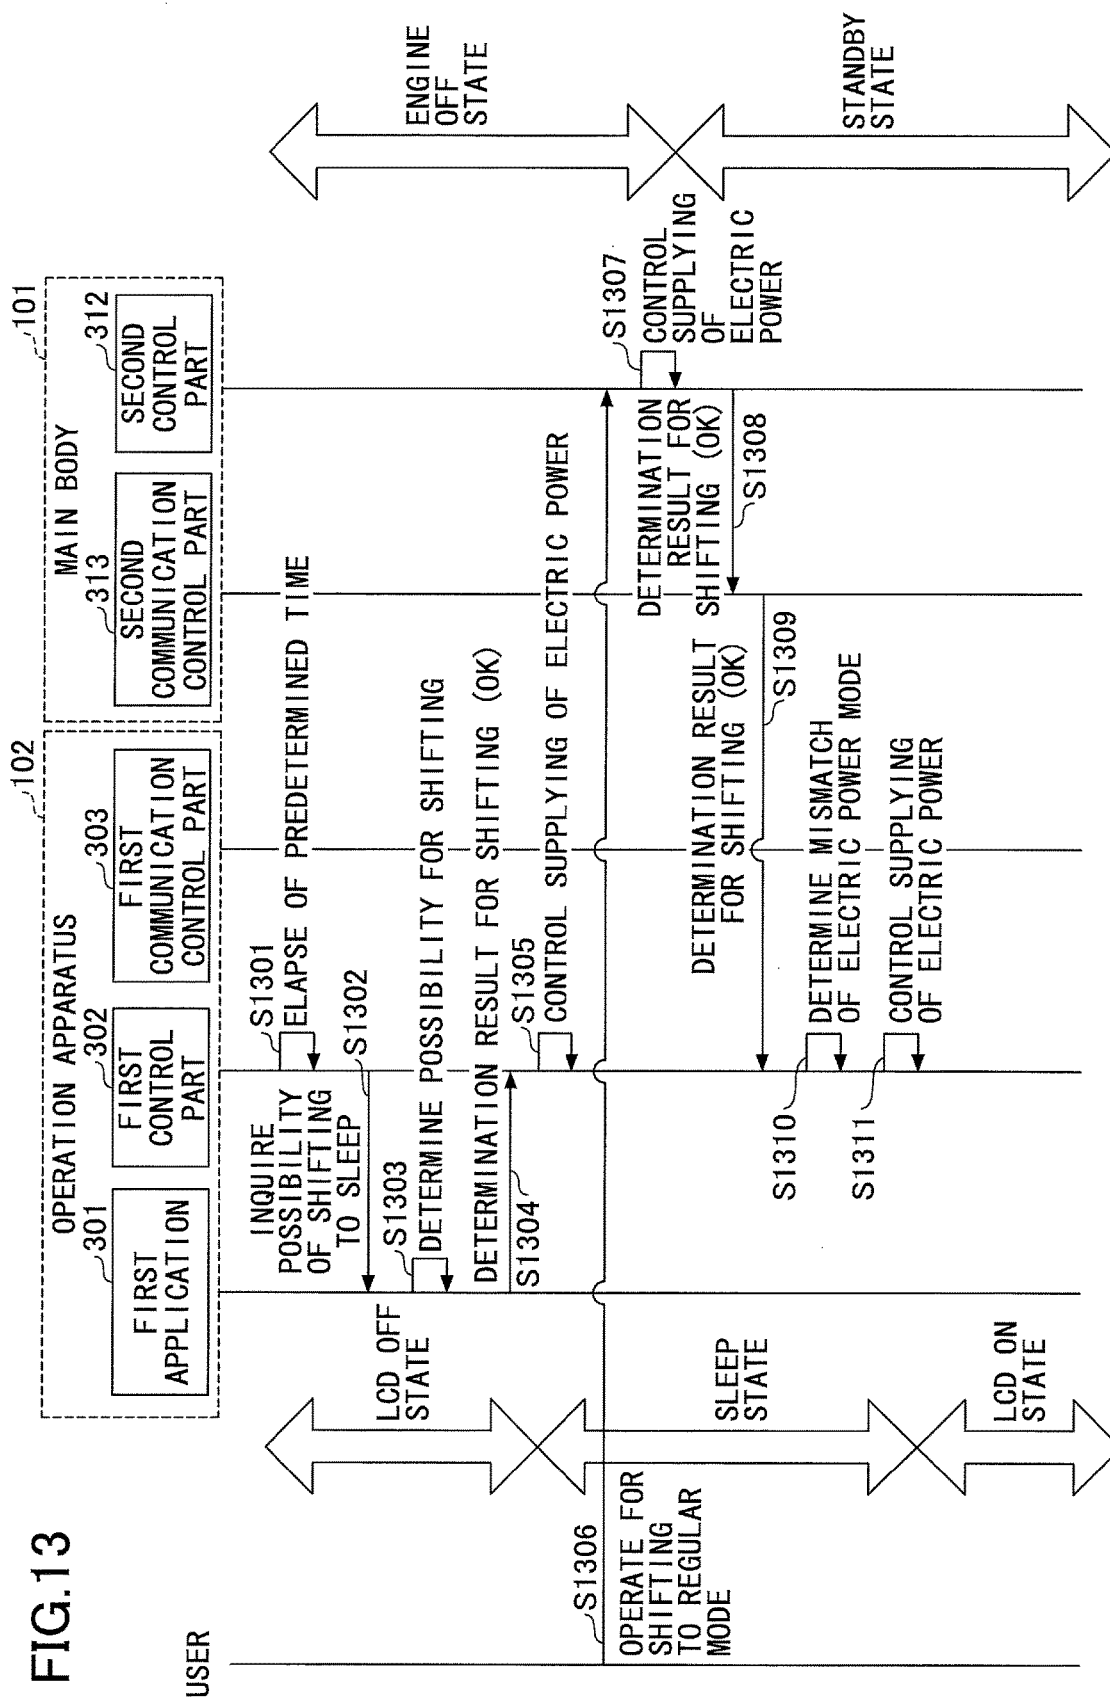 FIG.13
USER
OPERATION APPARATUS
102
301
FIRST
APPLICATION
302
FIRST
CONTROL
PART
303
FIRST
COMMUNICATION
CONTROL PART
MAIN BODY
101
313
SECOND
COMMUNICATION
CONTROL PART
312
SECOND
CONTROL
PART
LCD OFF
STATE
SLEEP
STATE
LCD ON
STATE
ENGINE
OFF
STATE
STANDBY
STATE
S1301
ELAPSE OF PREDETERMINED TIME
INQUIRE
POSSIBILITY
OF SHIFTING
TO SLEEP
S1302
S1303
DETERMINE POSSIBILITY FOR SHIFTING
DETERMINATION RESULT FOR SHIFTING (OK)
S1304
S1305
CONTROL SUPPLYING OF ELECTRIC POWER
S1306
OPERATE FOR
SHIFTING
TO REGULAR
MODE
S1307
CONTROL
SUPPLYING
OF
ELECTRIC
POWER
DETERMINATION
RESULT FOR
SHIFTING (OK)
S1308
DETERMINATION RESULT
FOR SHIFTING (OK)
S1309
S1310
DETERMINE MISMATCH
OF ELECTRIC POWER MODE
S1311
CONTROL SUPPLYING
OF ELECTRIC POWER